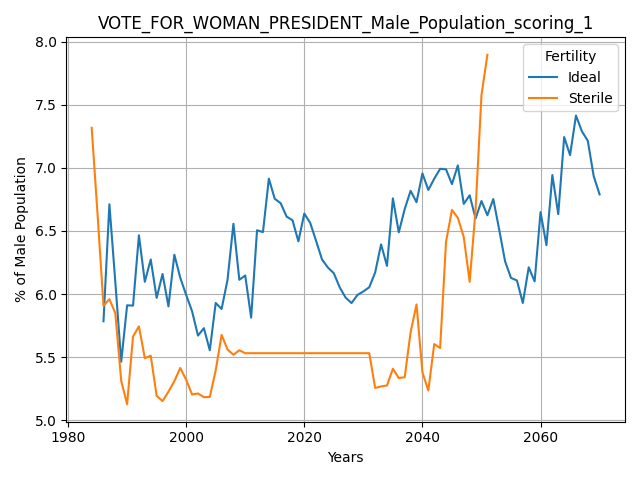 VOTE_FOR_WOMAN_PRESIDENT_Male_Population_scoring_1
8.0
7.5
7.0
6.5
6.0
5.5
5.0
% of Male Population
Fertility
Ideal
Sterile
1980
2000
2020
2040
2060
Years